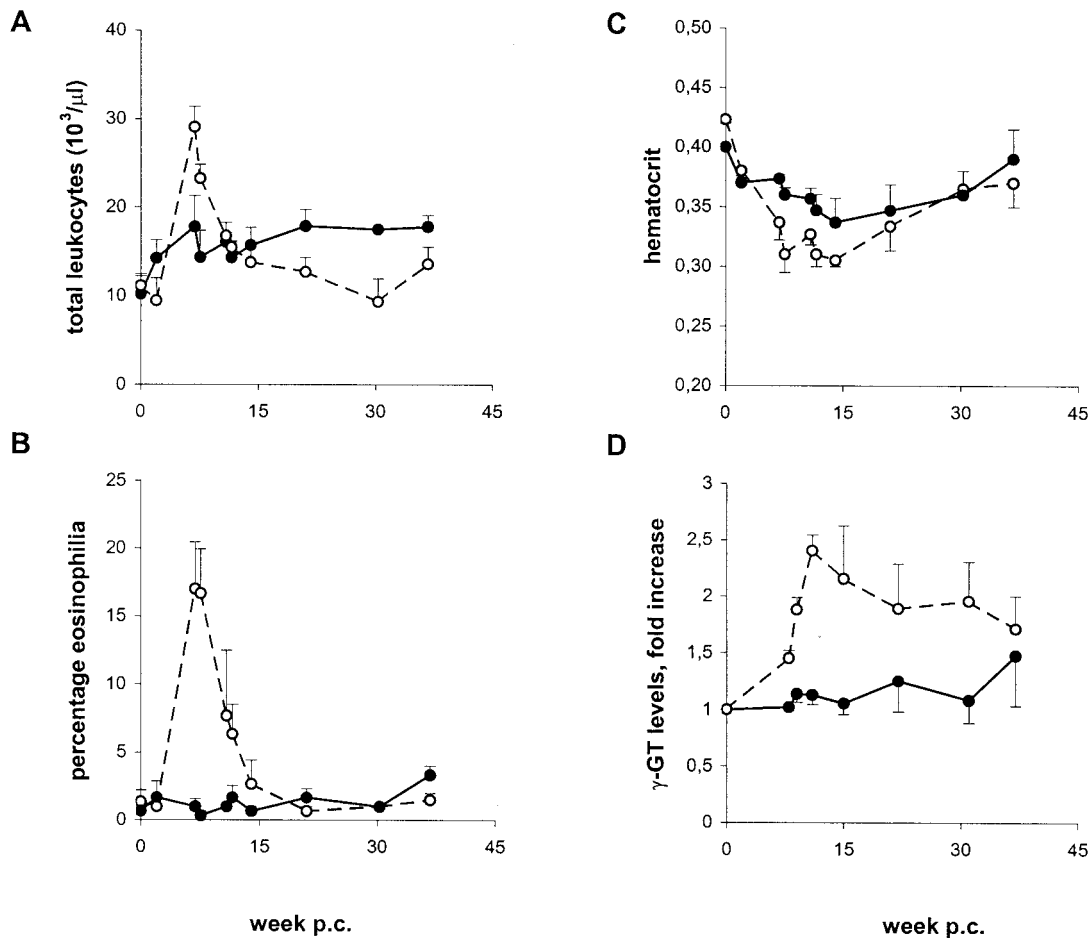 A
total leukocytes (10³/μl)
40
30
20
10
0
0 15 30 45
C
hematocrit
0,50
0,45
0,40
0,35
0,30
0,25
0,20
0 15 30 45
B
percentage eosinophilia
25
20
15
10
5
0
0 15 30 45
week p.c.
D
γ-GT levels, fold increase
3
2,5
2
1,5
1
0,5
0
0 15 30 45
week p.c.